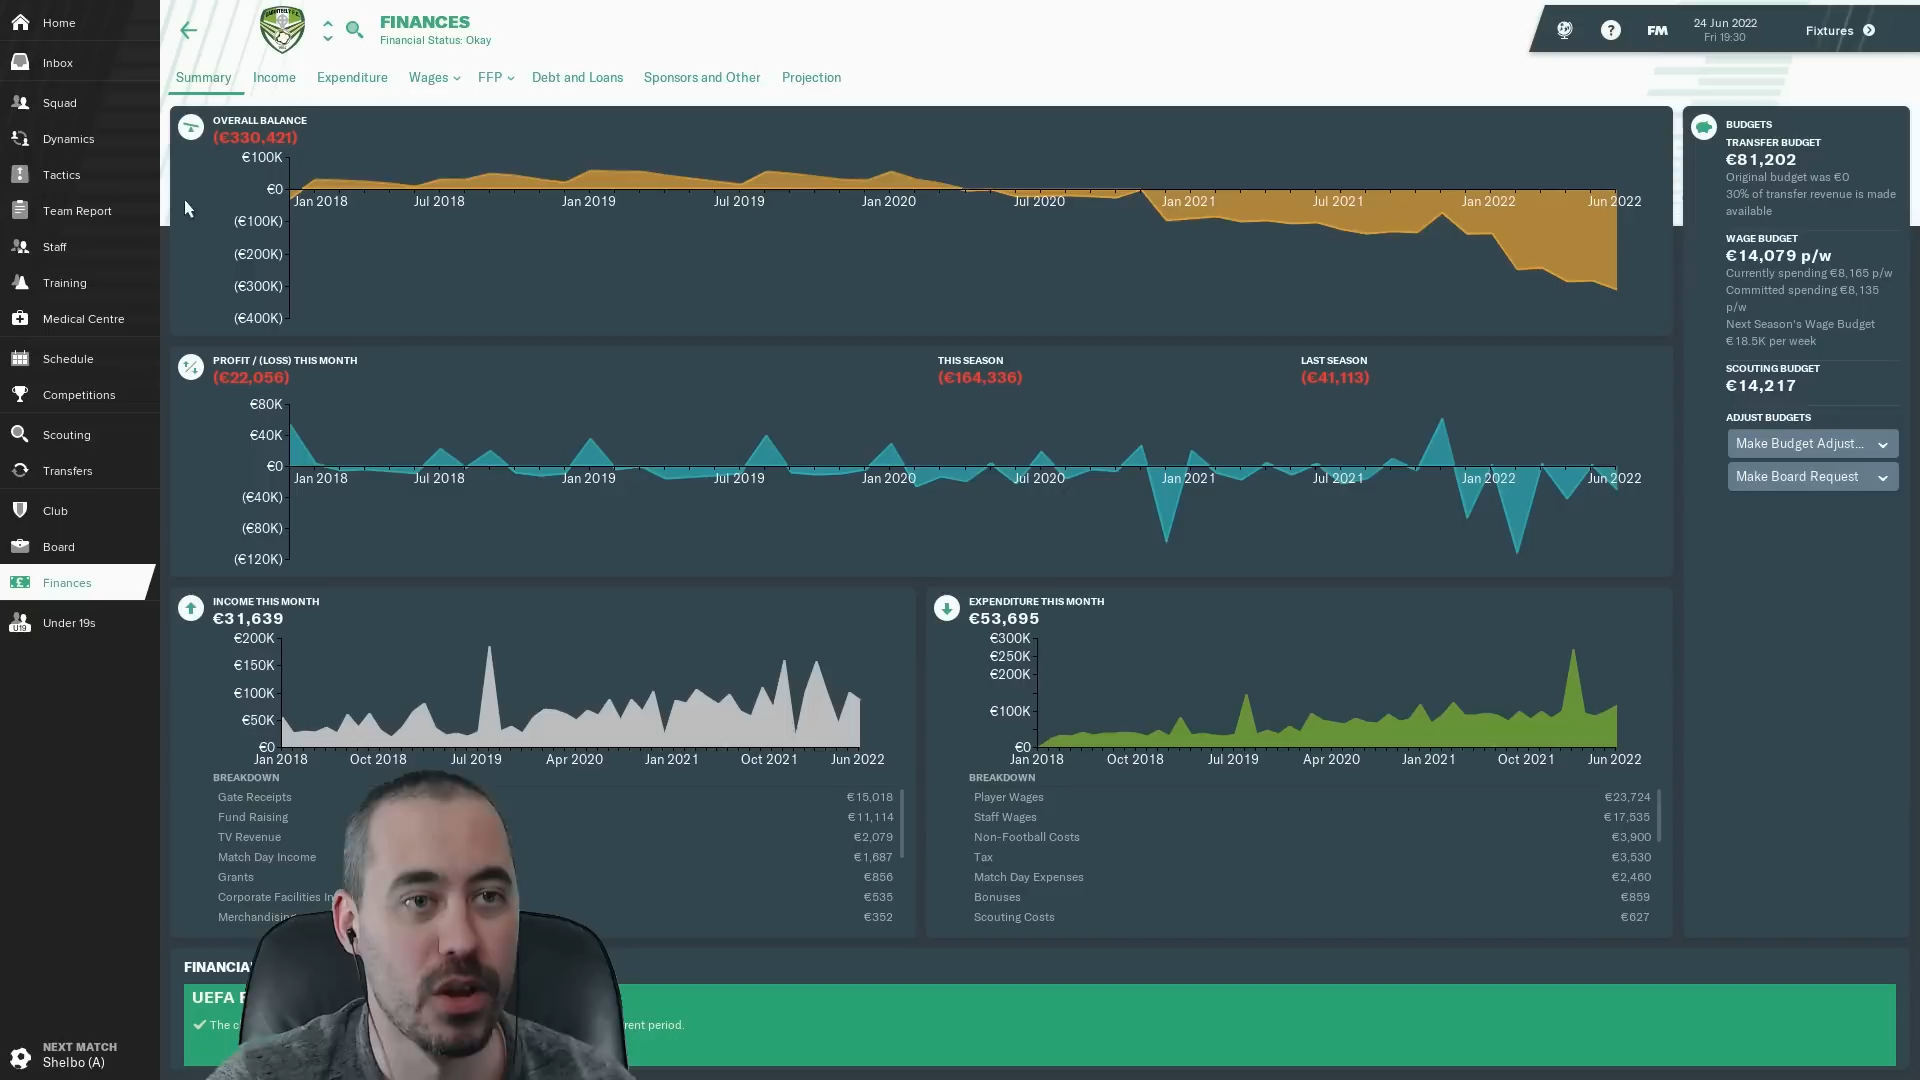 Home
Inbox
Squad
Dynamics
Tactics
Team Report
Staff
Training
Medical Centre
Schedule
Competitions
Scouting
Transfers
Club
Board
Finances
Under 19s
U19
NEXT MATCH
Shelbo (A)
FINANCES
Financial Status: Okay
FM
24 Jun 2022
Fri 19:30
Fixtures
Summary
Income
Expenditure
Wages
FFP
Debt and Loans
Sponsors and Other
Projection
OVERALL BALANCE
(€330,421)
€100K
€0
(€100K)
(€200K)
(€300K)
(€400K)
Jan 2018
Jul 2018
Jan 2019
Jul 2019
Jan 2020
Jul 2020
Jan 2021
Jul 2021
Jan 2022
Jun 2022
PROFIT / (LOSS) THIS MONTH
(€22,056)
THIS SEASON
(€164,336)
LAST SEASON
(€41,113)
€80K
€40K
€0
(€40K)
(€80K)
(€120K)
Jan 2018
Jul 2018
Jan 2019
Jul 2019
Jan 2020
Jul 2020
Jan 2021
Jul 2021
Jan 2022
Jun 2022
INCOME THIS MONTH
€31,639
€200K
€150K
€100K
€50K
€0
Jan 2018
Oct 2018
Jul 2019
Apr 2020
Jan 2021
Oct 2021
Jun 2022
BREAKDOWN
Gate Receipts €15,018
Fund Raising €11,114
TV Revenue €2,079
Match Day Income €1,687
Grants €856
Corporate Facilities In €535
Merchandising €352
EXPENDITURE THIS MONTH
€53,695
€300K
€250K
€200K
€100K
€0
Jan 2018
Oct 2018
Jul 2019
Apr 2020
Jan 2021
Oct 2021
Jun 2022
BREAKDOWN
Player Wages €23,724
Staff Wages €17,535
Non-Football Costs €3,900
Tax €3,530
Match Day Expenses €2,460
Bonuses €859
Scouting Costs €627
BUDGETS
TRANSFER BUDGET
€81,202
Original budget was €0
30% of transfer revenue is made
available
WAGE BUDGET
€14,079 p/w
Currently spending €8,165 p/w
Committed spending €8,135
p/w
Next Season's Wage Budget
€18.5K per week
SCOUTING BUDGET
€14,217
ADJUST BUDGETS
Make Budget Adjust...
Make Board Request
FINANCIA
UEFA F
The c
rent period.